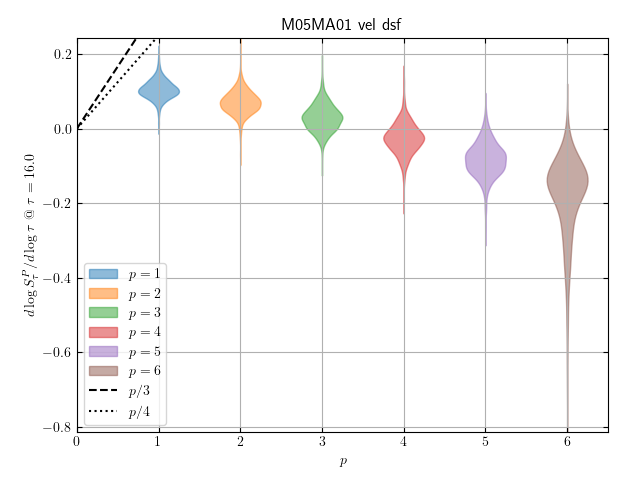 M05MA01 vel dsf
d log S_τ^p / d log τ @ τ = 16.0
0.2
0.0
−0.2
−0.4
−0.6
−0.8
p = 1
p = 2
p = 3
p = 4
p = 5
p = 6
p/3
p/4
0 1 2 3 4 5 6
p